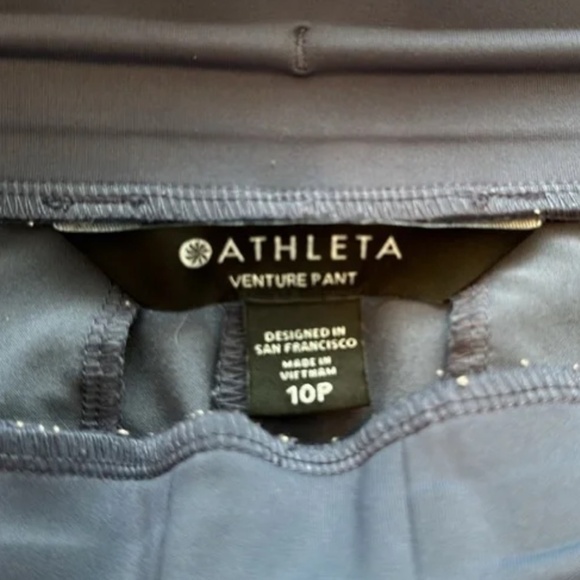 ATHLETA
VENTURE PANT
DESIGNED IN
SAN FRANCISCO
MADE IN
VIETNAM
10P